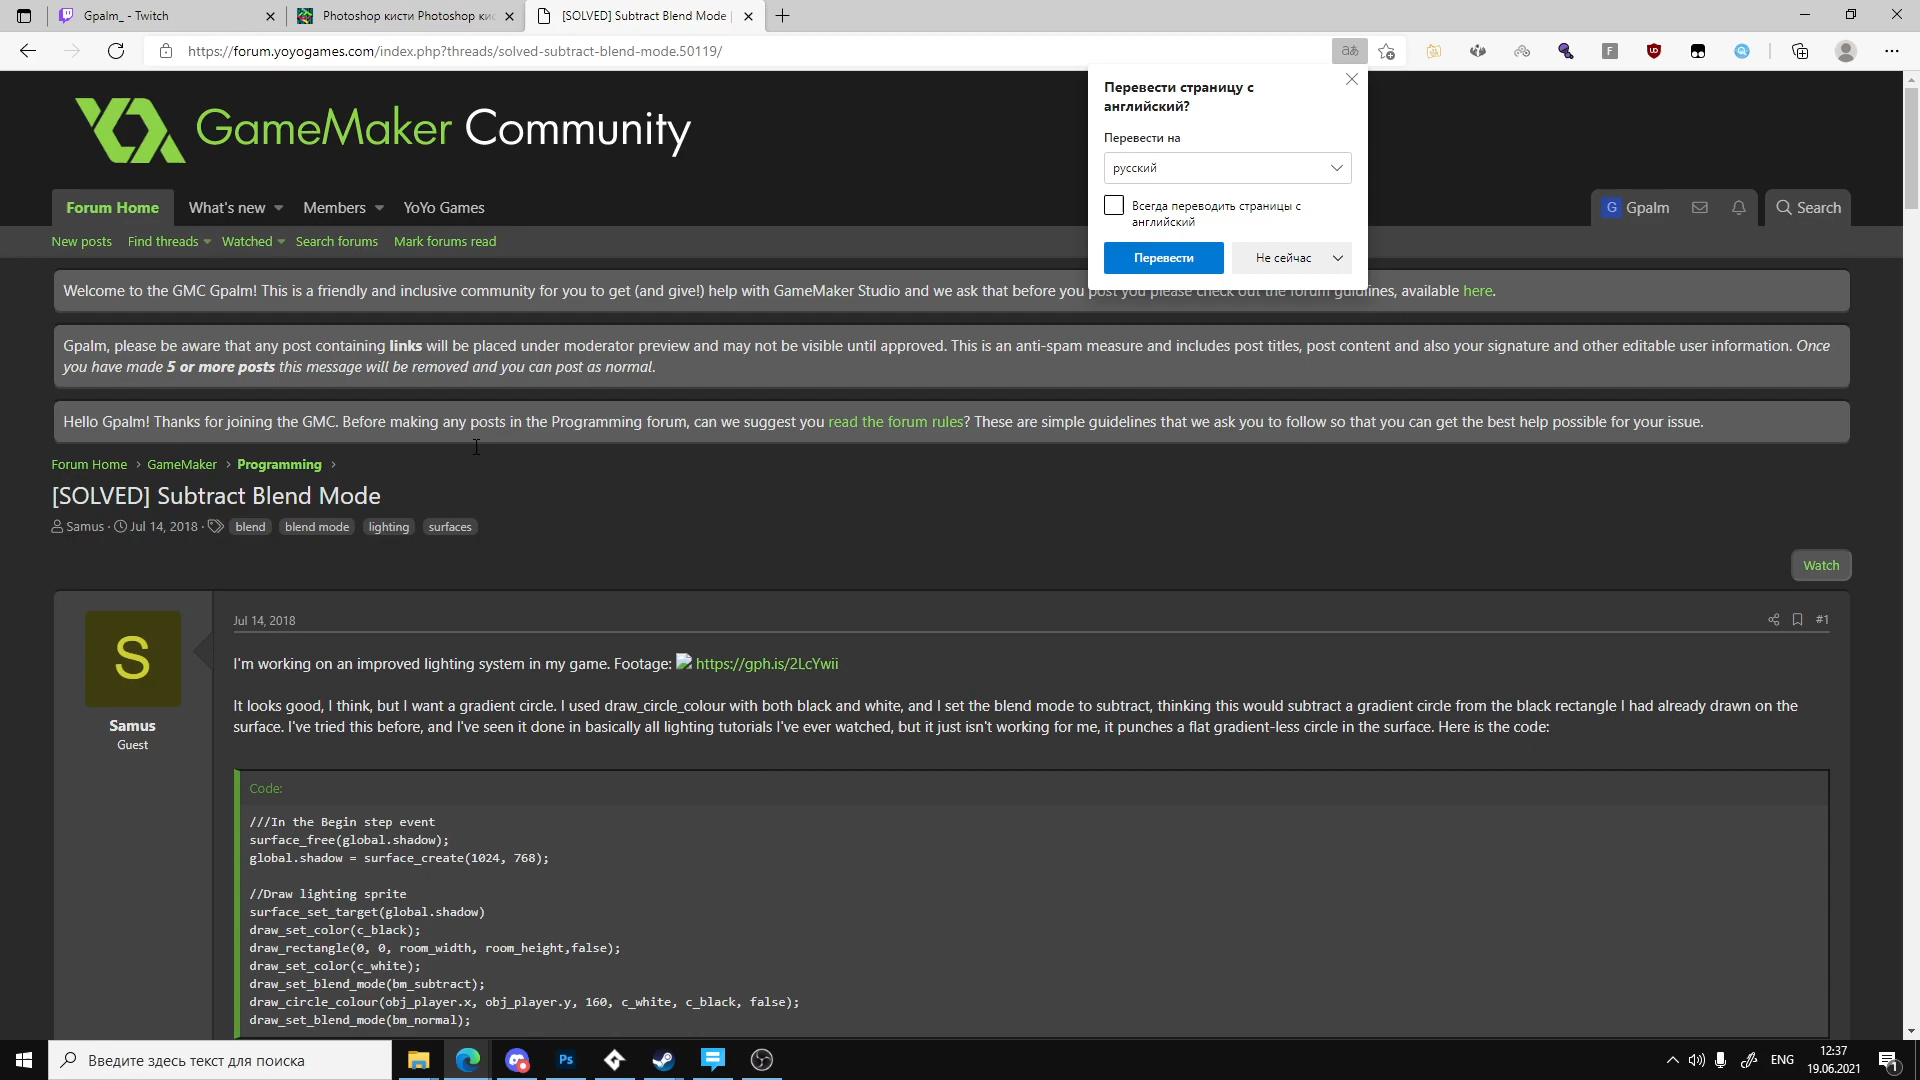 Gpalm_ - Twitch
Photoshop кисти Photoshop ки
[SOLVED] Subtract Blend Mode
https://forum.yoyogames.com/index.php?threads/solved-subtract-blend-mode.50119/
Перевести страницу с
английский?
Перевести на
русский
Всегда переводить страницы с
английский
Перевести
Не сейчас
GameMaker Community
Forum Home
What's new
Members
YoYo Games
G Gpalm
Search
New posts
Find threads
Watched
Search forums
Mark forums read
Welcome to the GMC Gpalm! This is a friendly and inclusive community for you to get (and give!) help with GameMaker Studio and we ask that before you post you please check out the forum guidlines, available here.
Gpalm, please be aware that any post containing links will be placed under moderator preview and may not be visible until approved. This is an anti-spam measure and includes post titles, post content and also your signature and other editable user information. Once
you have made 5 or more posts this message will be removed and you can post as normal.
Hello Gpalm! Thanks for joining the GMC. Before making any posts in the Programming forum, can we suggest you read the forum rules? These are simple guidelines that we ask you to follow so that you can get the best help possible for your issue.
Forum Home › GameMaker › Programming ›
[SOLVED] Subtract Blend Mode
Samus · Jul 14, 2018 · blend blend mode lighting surfaces
Watch
S
Samus
Guest
Jul 14, 2018
#1
I'm working on an improved lighting system in my game. Footage: https://gph.is/2LcYwii
It looks good, I think, but I want a gradient circle. I used draw_circle_colour with both black and white, and I set the blend mode to subtract, thinking this would subtract a gradient circle from the black rectangle I had already drawn on the
surface. I've tried this before, and I've seen it done in basically all lighting tutorials I've ever watched, but it just isn't working for me, it punches a flat gradient-less circle in the surface. Here is the code:
Code:
///In the Begin step event
surface_free(global.shadow);
global.shadow = surface_create(1024, 768);
//Draw lighting sprite
surface_set_target(global.shadow)
draw_set_color(c_black);
draw_rectangle(0, 0, room_width, room_height,false);
draw_set_color(c_white);
draw_set_blend_mode(bm_subtract);
draw_circle_colour(obj_player.x, obj_player.y, 160, c_white, c_black, false);
draw_set_blend_mode(bm_normal);
Введите здесь текст для поиска
Ps
ENG
12:37
19.06.2021
1